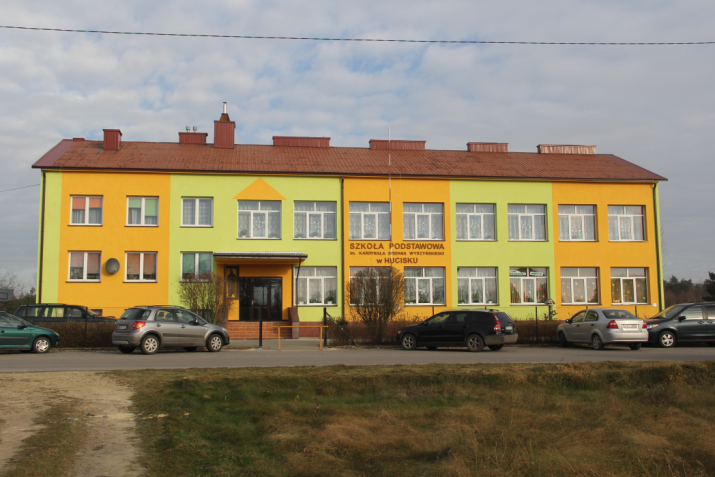 SZKOŁA PODSTAWOWA
IM. KARDYNAŁA STEFANA WYSZYŃSKIEGO
w HUCISKU